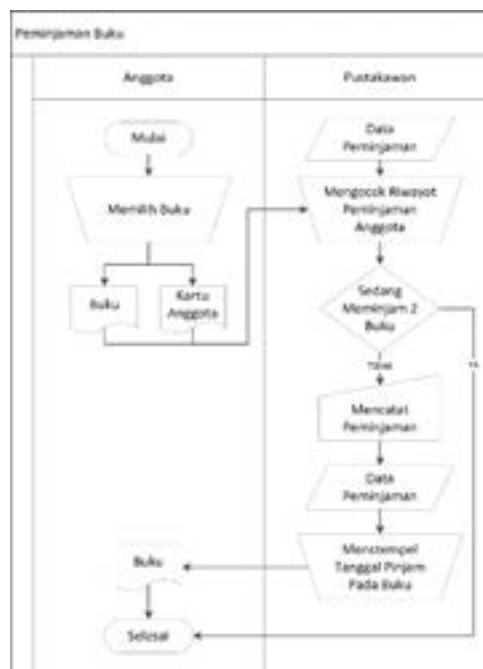 Peminjaman Buku
Anggota
Pustakawan
Mulai
Memilih Buku
Buku
Kartu
Anggota
Data
Peminjaman
Mengecek Riwayat
Peminjaman
Anggota
Sedang
Meminjam 2
Buku
Ya
Tidak
Mencatat
Peminjaman
Data
Peminjaman
Menstempel
Tanggal Pinjam
Pada Buku
Buku
Selesai